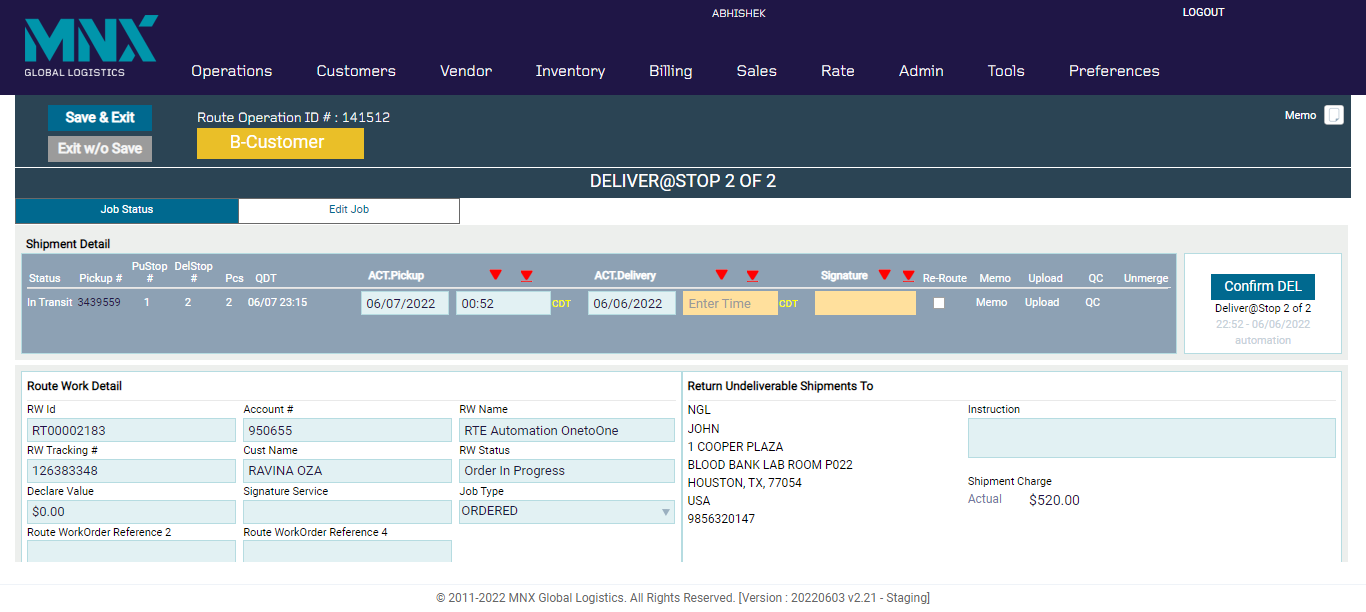 ABHISHEK
LOGOUT
MNX
GLOBAL LOGISTICS
Operations Customers Vendor Inventory Billing Sales Rate Admin Tools Preferences
Save & Exit
Route Operation ID # : 141512
Memo
Exit w/o Save
B-Customer
DELIVER@STOP 2 OF 2
Job Status Edit Job
Shipment Detail
Status Pickup # PuStop # DelStop # Pcs QDT ACT.Pickup ACT.Delivery Signature Re-Route Memo Upload QC Unmerge
In Transit 3439559 1 2 2 06/07 23:15 06/07/2022 00:52 CDT 06/06/2022 Enter Time CDT Memo Upload QC
Confirm DEL
Deliver@Stop 2 of 2
22:52 - 06/06/2022
automation
Route Work Detail
RW Id Account # RW Name
RT00002183 950655 RTE Automation OnetoOne
RW Tracking # Cust Name RW Status
126383348 RAVINA OZA Order In Progress
Declare Value Signature Service Job Type
$0.00 ORDERED
Route WorkOrder Reference 2 Route WorkOrder Reference 4
Return Undeliverable Shipments To
NGL
JOHN
1 COOPER PLAZA
BLOOD BANK LAB ROOM P022
HOUSTON, TX, 77054
USA
9856320147
Instruction
Shipment Charge
Actual $520.00
© 2011-2022 MNX Global Logistics. All Rights Reserved. [Version : 20220603 v2.21 - Staging]